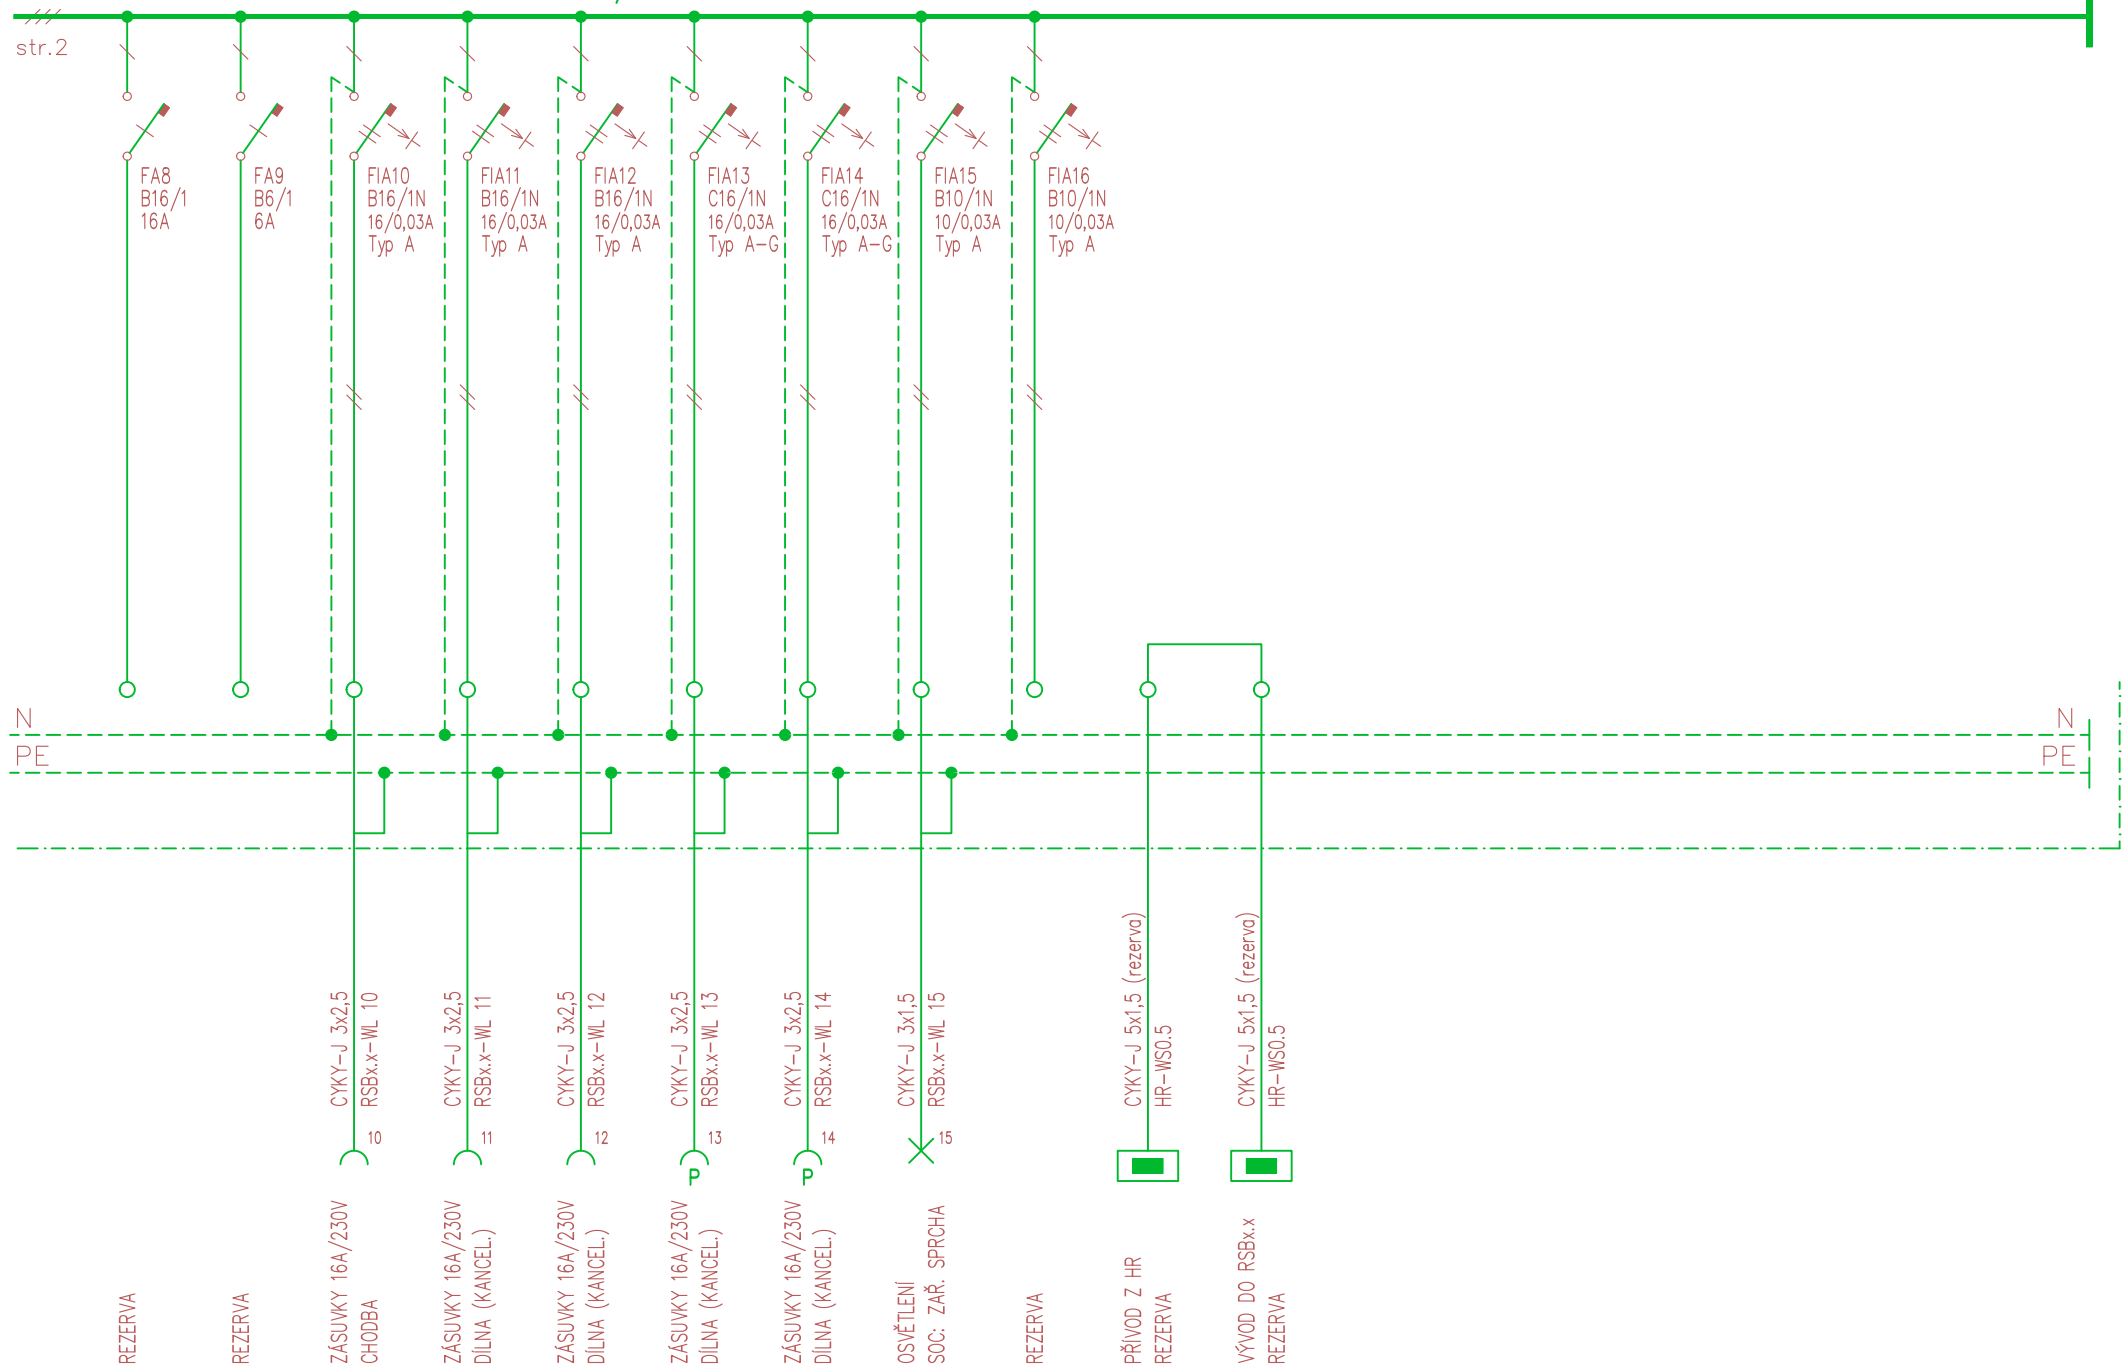 str.2
FA8
B16/1
16A
FA9
B6/1
6A
FIA10
B16/1N
16/0,03A
Typ A
FIA11
B16/1N
16/0,03A
Typ A
FIA12
B16/1N
16/0,03A
Typ A
FIA13
C16/1N
16/0,03A
Typ A-G
FIA14
C16/1N
16/0,03A
Typ A-G
FIA15
B10/1N
10/0,03A
Typ A
FIA16
B10/1N
10/0,03A
Typ A
N
N
PE
PE
CYKY-J 3x2,5
RSBx.x-WL 10
CYKY-J 3x2,5
RSBx.x-WL 11
CYKY-J 3x2,5
RSBx.x-WL 12
CYKY-J 3x2,5
RSBx.x-WL 13
CYKY-J 3x2,5
RSBx.x-WL 14
CYKY-J 3x1,5
RSBx.x-WL 15
CYKY-J 5x1,5 (rezerva)
HR-WS0.5
CYKY-J 5x1,5 (rezerva)
HR-WS0.5
10
11
12
13
14
15
P
P
REZERVA
REZERVA
ZÁSUVKY 16A/230V
CHODBA
ZÁSUVKY 16A/230V
DÍLNA (KANCEL.)
ZÁSUVKY 16A/230V
DÍLNA (KANCEL.)
ZÁSUVKY 16A/230V
DÍLNA (KANCEL.)
ZÁSUVKY 16A/230V
DÍLNA (KANCEL.)
OSVĚTLENÍ
SOC: ZAŘ. SPRCHA
REZERVA
PŘÍVOD Z HR
REZERVA
VÝVOD DO RSBx.x
REZERVA